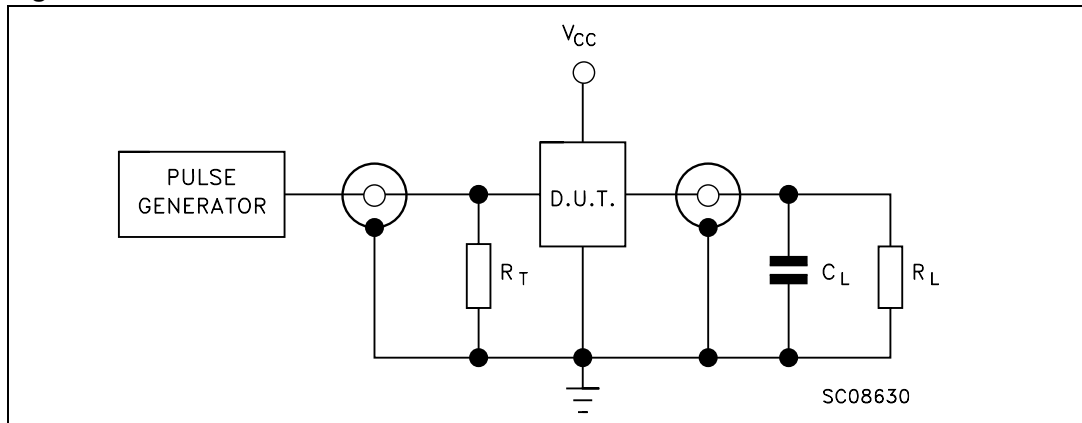 VCC
PULSE
GENERATOR
D.U.T.
RT
CL
RL
SC08630